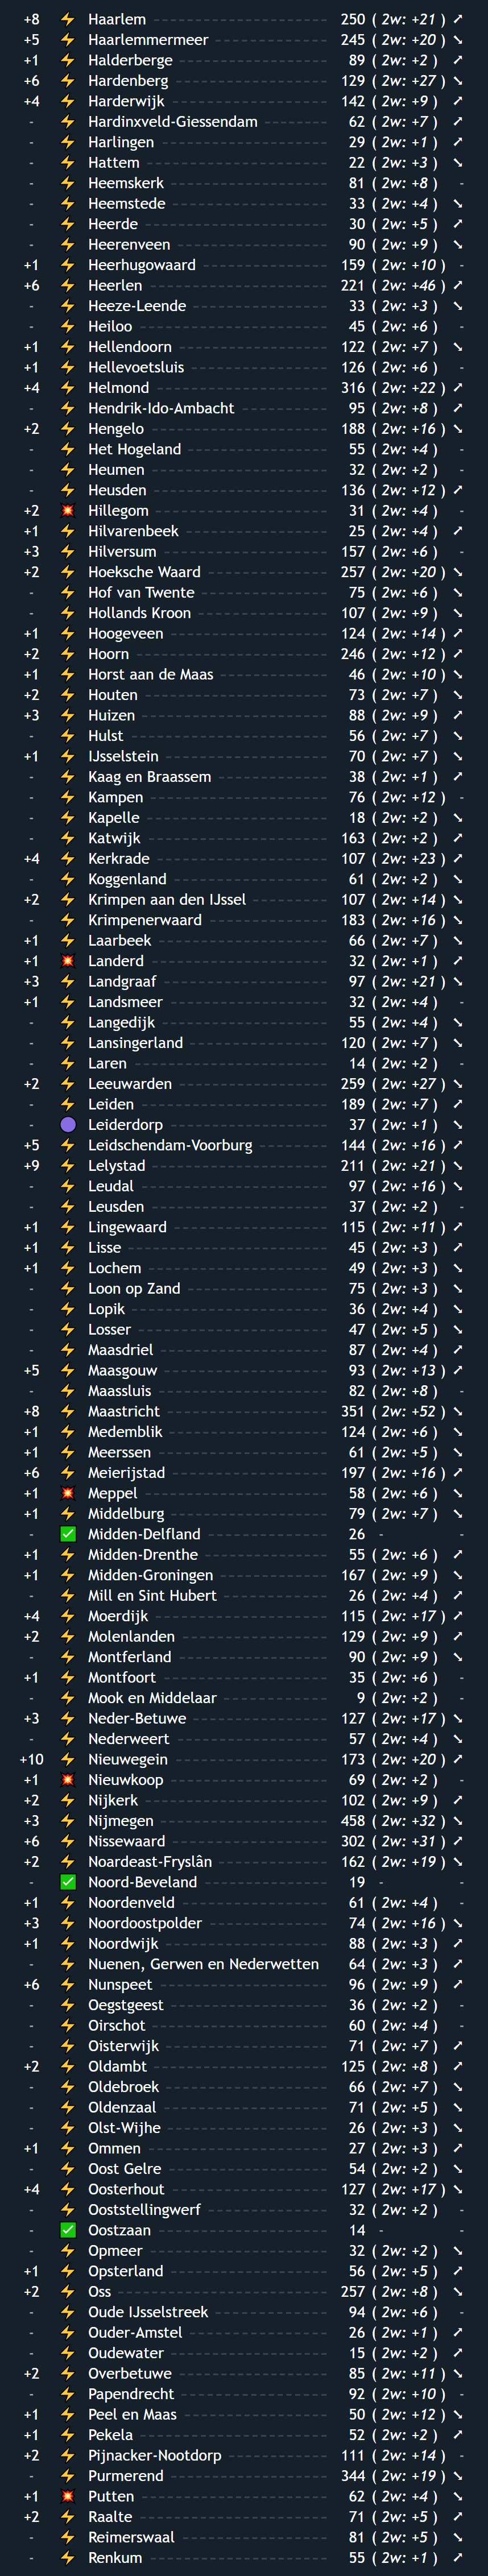 +8 ⚡ Haarlem 250 ( 2w: +21 ) ➚
+5 ⚡ Haarlemmermeer 245 ( 2w: +20 ) ➘
+1 ⚡ Halderberge 89 ( 2w: +2 ) ➚
+6 ⚡ Hardenberg 129 ( 2w: +27 ) ➘
+4 ⚡ Harderwijk 142 ( 2w: +9 ) ➚
- ⚡ Hardinxveld-Giessendam 62 ( 2w: +7 ) ➚
- ⚡ Harlingen 29 ( 2w: +1 ) ➚
- ⚡ Hattem 22 ( 2w: +3 ) ➘
- ⚡ Heemskerk 81 ( 2w: +8 ) -
- ⚡ Heemstede 33 ( 2w: +4 ) ➘
- ⚡ Heerde 30 ( 2w: +5 ) ➚
- ⚡ Heerenveen 90 ( 2w: +9 ) ➘
+1 ⚡ Heerhugowaard 159 ( 2w: +10 ) -
+6 ⚡ Heerlen 221 ( 2w: +46 ) ➚
- ⚡ Heeze-Leende 33 ( 2w: +3 ) ➘
- ⚡ Heiloo 45 ( 2w: +6 ) -
+1 ⚡ Hellendoorn 122 ( 2w: +7 ) ➘
+1 ⚡ Hellevoetsluis 126 ( 2w: +6 ) -
+4 ⚡ Helmond 316 ( 2w: +22 ) ➚
- ⚡ Hendrik-Ido-Ambacht 95 ( 2w: +8 ) ➚
+2 ⚡ Hengelo 188 ( 2w: +16 ) ➘
- ⚡ Het Hogeland 55 ( 2w: +4 ) -
- ⚡ Heumen 32 ( 2w: +2 ) -
- ⚡ Heusden 136 ( 2w: +12 ) ➚
+2 💥 Hillegom 31 ( 2w: +4 ) -
+1 ⚡ Hilvarenbeek 25 ( 2w: +4 ) ➚
+3 ⚡ Hilversum 157 ( 2w: +6 ) -
+2 ⚡ Hoeksche Waard 257 ( 2w: +20 ) ➘
- ⚡ Hof van Twente 75 ( 2w: +6 ) ➘
- ⚡ Hollands Kroon 107 ( 2w: +9 ) ➘
+1 ⚡ Hoogeveen 124 ( 2w: +14 ) ➚
+2 ⚡ Hoorn 246 ( 2w: +12 ) ➚
+1 ⚡ Horst aan de Maas 46 ( 2w: +10 ) ➘
+2 ⚡ Houten 73 ( 2w: +7 ) ➘
+3 ⚡ Huizen 88 ( 2w: +9 ) ➚
- ⚡ Hulst 56 ( 2w: +7 ) ➘
+1 ⚡ IJsselstein 70 ( 2w: +7 ) ➘
- ⚡ Kaag en Braassem 38 ( 2w: +1 ) ➚
- ⚡ Kampen 76 ( 2w: +12 ) -
- ⚡ Kapelle 18 ( 2w: +2 ) ➘
- ⚡ Katwijk 163 ( 2w: +2 ) ➚
+4 ⚡ Kerkrade 107 ( 2w: +23 ) ➚
- ⚡ Koggenland 61 ( 2w: +2 ) ➘
+2 ⚡ Krimpen aan den IJssel 107 ( 2w: +14 ) ➘
- ⚡ Krimpenerwaard 183 ( 2w: +16 ) ➘
+1 ⚡ Laarbeek 66 ( 2w: +7 ) ➘
+1 💥 Landerd 32 ( 2w: +1 ) ➚
+3 ⚡ Landgraaf 97 ( 2w: +21 ) ➘
+1 ⚡ Landsmeer 32 ( 2w: +4 ) -
- ⚡ Langedijk 55 ( 2w: +4 ) ➘
- ⚡ Lansingerland 120 ( 2w: +7 ) ➘
- ⚡ Laren 14 ( 2w: +2 ) -
+2 ⚡ Leeuwarden 259 ( 2w: +27 ) ➘
- ⚡ Leiden 189 ( 2w: +7 ) ➚
- 🟣 Leiderdorp 37 ( 2w: +1 ) ➘
+5 ⚡ Leidschendam-Voorburg 144 ( 2w: +16 ) ➚
+9 ⚡ Lelystad 211 ( 2w: +21 ) ➘
- ⚡ Leudal 97 ( 2w: +16 ) ➘
- ⚡ Leusden 37 ( 2w: +2 ) -
+1 ⚡ Lingewaard 115 ( 2w: +11 ) ➚
+1 ⚡ Lisse 45 ( 2w: +3 ) ➚
+1 ⚡ Lochem 49 ( 2w: +3 ) ➘
- ⚡ Loon op Zand 75 ( 2w: +3 ) ➘
- ⚡ Lopik 36 ( 2w: +4 ) ➘
- ⚡ Losser 47 ( 2w: +5 ) ➘
- ⚡ Maasdriel 87 ( 2w: +4 ) ➚
+5 ⚡ Maasgouw 93 ( 2w: +13 ) ➚
- ⚡ Maassluis 82 ( 2w: +8 ) -
+8 ⚡ Maastricht 351 ( 2w: +52 ) ➘
+1 ⚡ Medemblik 124 ( 2w: +6 ) ➘
+1 ⚡ Meerssen 61 ( 2w: +5 ) ➘
+6 ⚡ Meierijstad 197 ( 2w: +16 ) ➚
+1 💥 Meppel 58 ( 2w: +6 ) ➘
+1 ⚡ Middelburg 79 ( 2w: +7 ) ➘
- ✅ Midden-Delfland 26 - -
+1 ⚡ Midden-Drenthe 55 ( 2w: +6 ) ➚
+1 ⚡ Midden-Groningen 167 ( 2w: +9 ) ➘
- ⚡ Mill en Sint Hubert 26 ( 2w: +4 ) ➚
+4 ⚡ Moerdijk 115 ( 2w: +17 ) ➚
+2 ⚡ Molenlanden 129 ( 2w: +9 ) ➚
- ⚡ Montferland 90 ( 2w: +9 ) ➘
+1 ⚡ Montfoort 35 ( 2w: +6 ) -
- ⚡ Mook en Middelaar 9 ( 2w: +2 ) -
+3 ⚡ Neder-Betuwe 127 ( 2w: +17 ) ➘
- ⚡ Nederweert 57 ( 2w: +4 ) ➘
+10 ⚡ Nieuwegein 173 ( 2w: +20 ) ➚
+1 💥 Nieuwkoop 69 ( 2w: +2 ) -
+2 ⚡ Nijkerk 102 ( 2w: +9 ) ➚
+3 ⚡ Nijmegen 458 ( 2w: +32 ) ➘
+6 ⚡ Nissewaard 302 ( 2w: +31 ) ➚
+2 ⚡ Noardeast-Fryslân 162 ( 2w: +19 ) ➘
- ✅ Noord-Beveland 19 - -
+1 ⚡ Noordenveld 61 ( 2w: +4 ) -
+3 ⚡ Noordoostpolder 74 ( 2w: +16 ) ➘
+1 ⚡ Noordwijk 88 ( 2w: +3 ) ➚
- ⚡ Nuenen, Gerwen en Nederwetten 64 ( 2w: +3 ) ➚
+6 ⚡ Nunspeet 96 ( 2w: +9 ) ➚
- ⚡ Oegstgeest 36 ( 2w: +2 ) -
- ⚡ Oirschot 60 ( 2w: +4 ) -
- ⚡ Oisterwijk 71 ( 2w: +7 ) ➚
+2 ⚡ Oldambt 125 ( 2w: +8 ) ➚
- ⚡ Oldebroek 66 ( 2w: +7 ) ➘
- ⚡ Oldenzaal 71 ( 2w: +5 ) ➘
- ⚡ Olst-Wijhe 26 ( 2w: +3 ) ➘
+1 ⚡ Ommen 27 ( 2w: +3 ) ➚
- ⚡ Oost Gelre 54 ( 2w: +2 ) ➘
+4 ⚡ Oosterhout 127 ( 2w: +17 ) ➘
- ⚡ Ooststellingwerf 32 ( 2w: +2 ) -
- ✅ Oostzaan 14 - -
- ⚡ Opmeer 32 ( 2w: +2 ) ➘
+1 ⚡ Opsterland 56 ( 2w: +5 ) ➚
+2 ⚡ Oss 257 ( 2w: +8 ) ➘
- ⚡ Oude IJsselstreek 94 ( 2w: +6 ) -
- ⚡ Ouder-Amstel 26 ( 2w: +1 ) ➚
- ⚡ Oudewater 15 ( 2w: +2 ) ➚
+2 ⚡ Overbetuwe 85 ( 2w: +11 ) ➘
- ⚡ Papendrecht 92 ( 2w: +10 ) -
+1 ⚡ Peel en Maas 50 ( 2w: +12 ) ➘
+1 ⚡ Pekela 52 ( 2w: +2 ) ➚
+2 ⚡ Pijnacker-Nootdorp 111 ( 2w: +14 ) -
- ⚡ Purmerend 344 ( 2w: +19 ) ➘
+1 💥 Putten 62 ( 2w: +4 ) ➘
+2 ⚡ Raalte 71 ( 2w: +5 ) ➚
- ⚡ Reimerswaal 81 ( 2w: +5 ) ➘
- ⚡ Renkum 55 ( 2w: +1 ) ➚